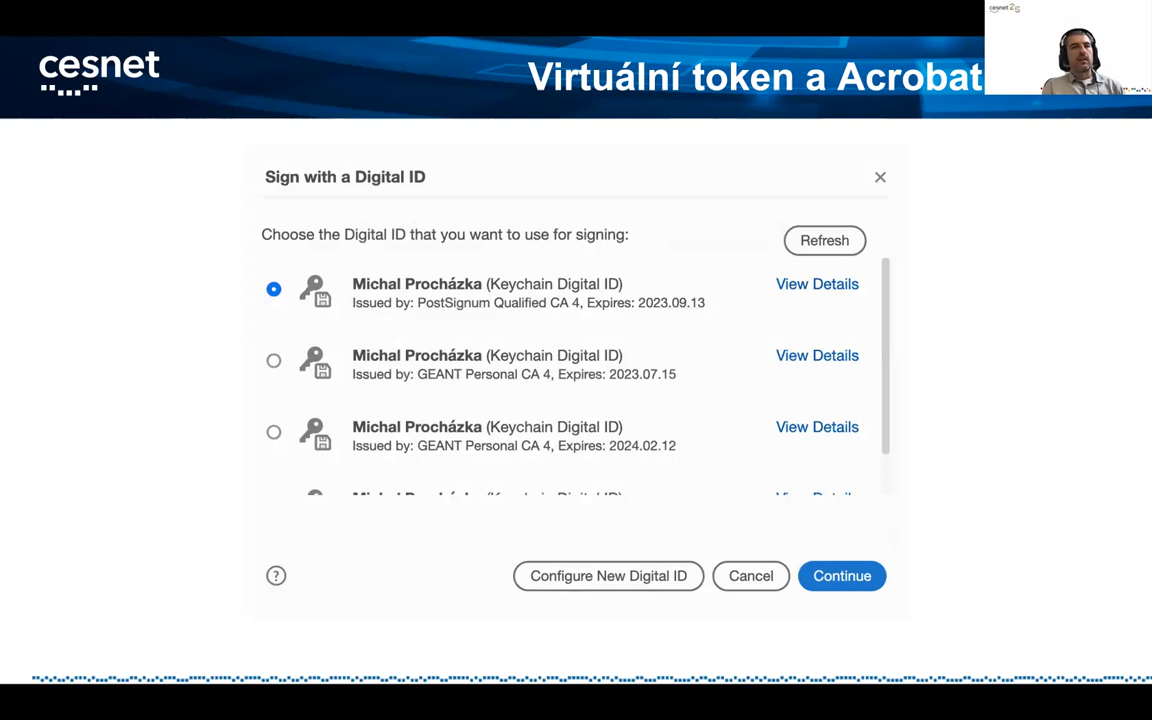 cesnet
Virtuální token a Acrobat
cesnet
Sign with a Digital ID
Choose the Digital ID that you want to use for signing:
Refresh
Michal Procházka (Keychain Digital ID)
View Details
Issued by: PostSignum Qualified CA 4, Expires: 2023.09.13
Michal Procházka (Keychain Digital ID)
View Details
Issued by: GEANT Personal CA 4, Expires: 2023.07.15
Michal Procházka (Keychain Digital ID)
View Details
Issued by: GEANT Personal CA 4, Expires: 2024.02.12
?
Configure New Digital ID
Cancel
Continue